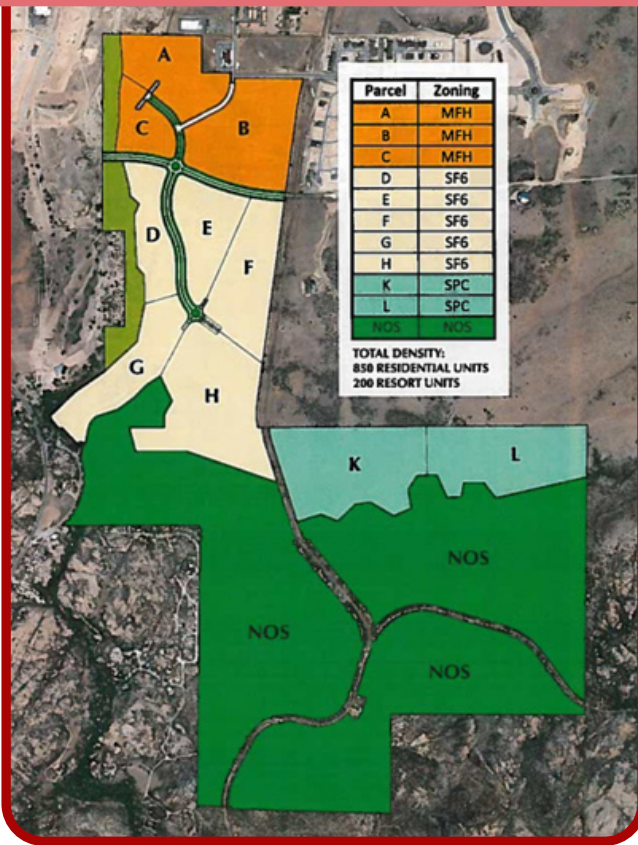 A
C
B
Parcel Zoning
A MFH
B MFH
C MFH
D SF6
E SF6
F SF6
G SF6
H SF6
K SPC
L SPC
NOS NOS
TOTAL DENSITY:
850 RESIDENTIAL UNITS
200 RESORT UNITS
D
E
F
G
H
K
L
NOS
NOS
NOS